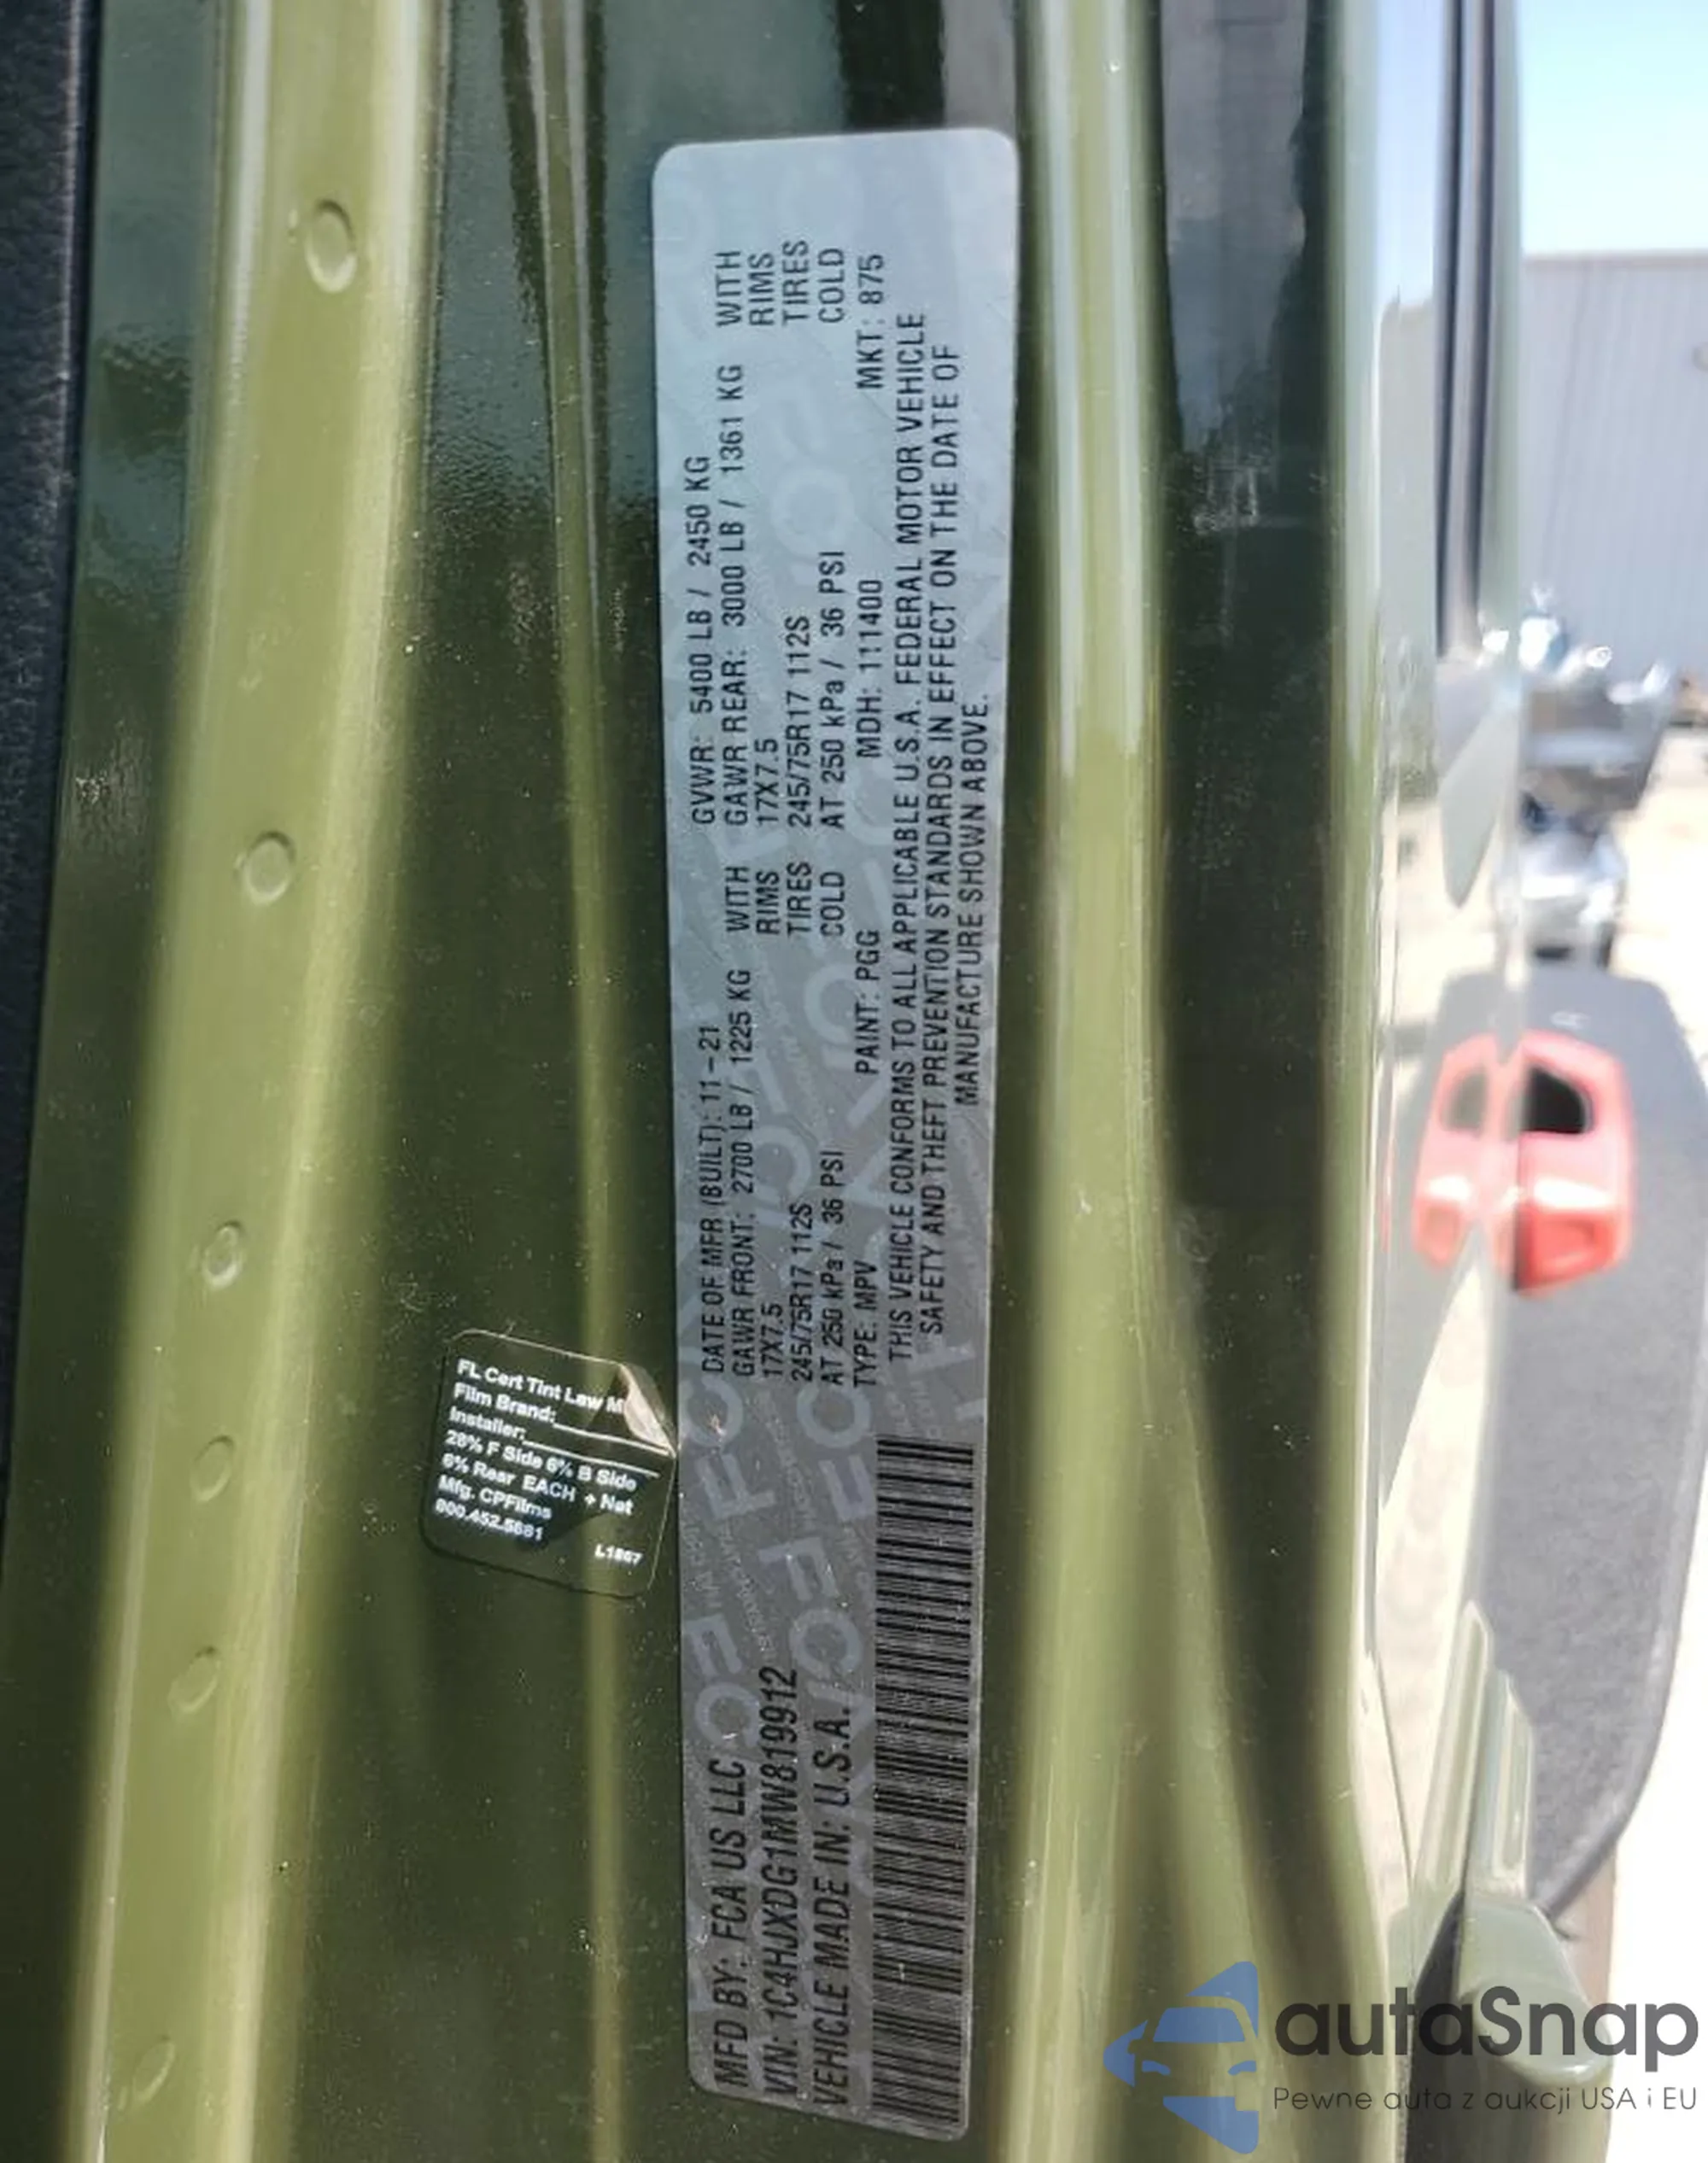 MFD BY: FCA US LLC
VIN: 1C4HJXDG1MW819912
VEHICLE MADE IN: U.S.A.
DATE OF MFR (BUILT): 11-21 GVWR: 5400 LB / 2450 KG
GAWR FRONT: 2700 LB / 1225 KG WITH GAWR REAR: 3000 LB / 1361 KG WITH
17X7.5 RIMS 17X7.5 RIMS
245/75R17 112S TIRES 245/75R17 112S TIRES
AT 250 kPa / 36 PSI COLD AT 250 kPa / 36 PSI COLD
TYPE: MPV PAINT: PGG MDH: 111400 MKT: 875
THIS VEHICLE CONFORMS TO ALL APPLICABLE U.S.A. FEDERAL MOTOR VEHICLE
SAFETY AND THEFT PREVENTION STANDARDS IN EFFECT ON THE DATE OF
MANUFACTURE SHOWN ABOVE.
FL Cert Tint Law
Film Brand:
Installer:
28% F Side 6% B Side
6% Rear EACH + Net
Mfg. CPFilms
800.452.5681
L1867
autaSnap
Pewne auta z aukcji USA i EU